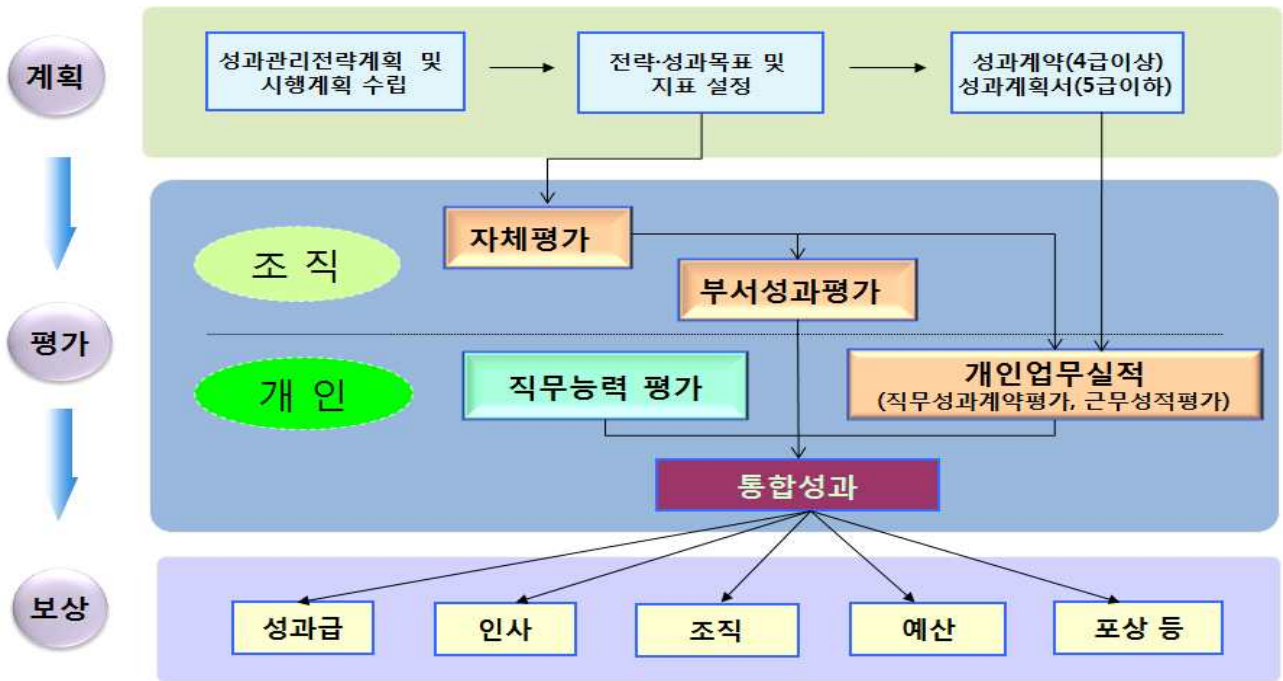 계획
성과관리전략계획 및
시행계획 수립
전략·성과목표 및
지표 설정
성과계약(4급이상)
성과계획서(5급이하)
평가
조 직
자체평가
부서성과평가
개 인
직무능력 평가
개인업무실적
(직무성과계약평가, 근무성적평가)
통합성과
보상
성과급
인사
조직
예산
포상 등